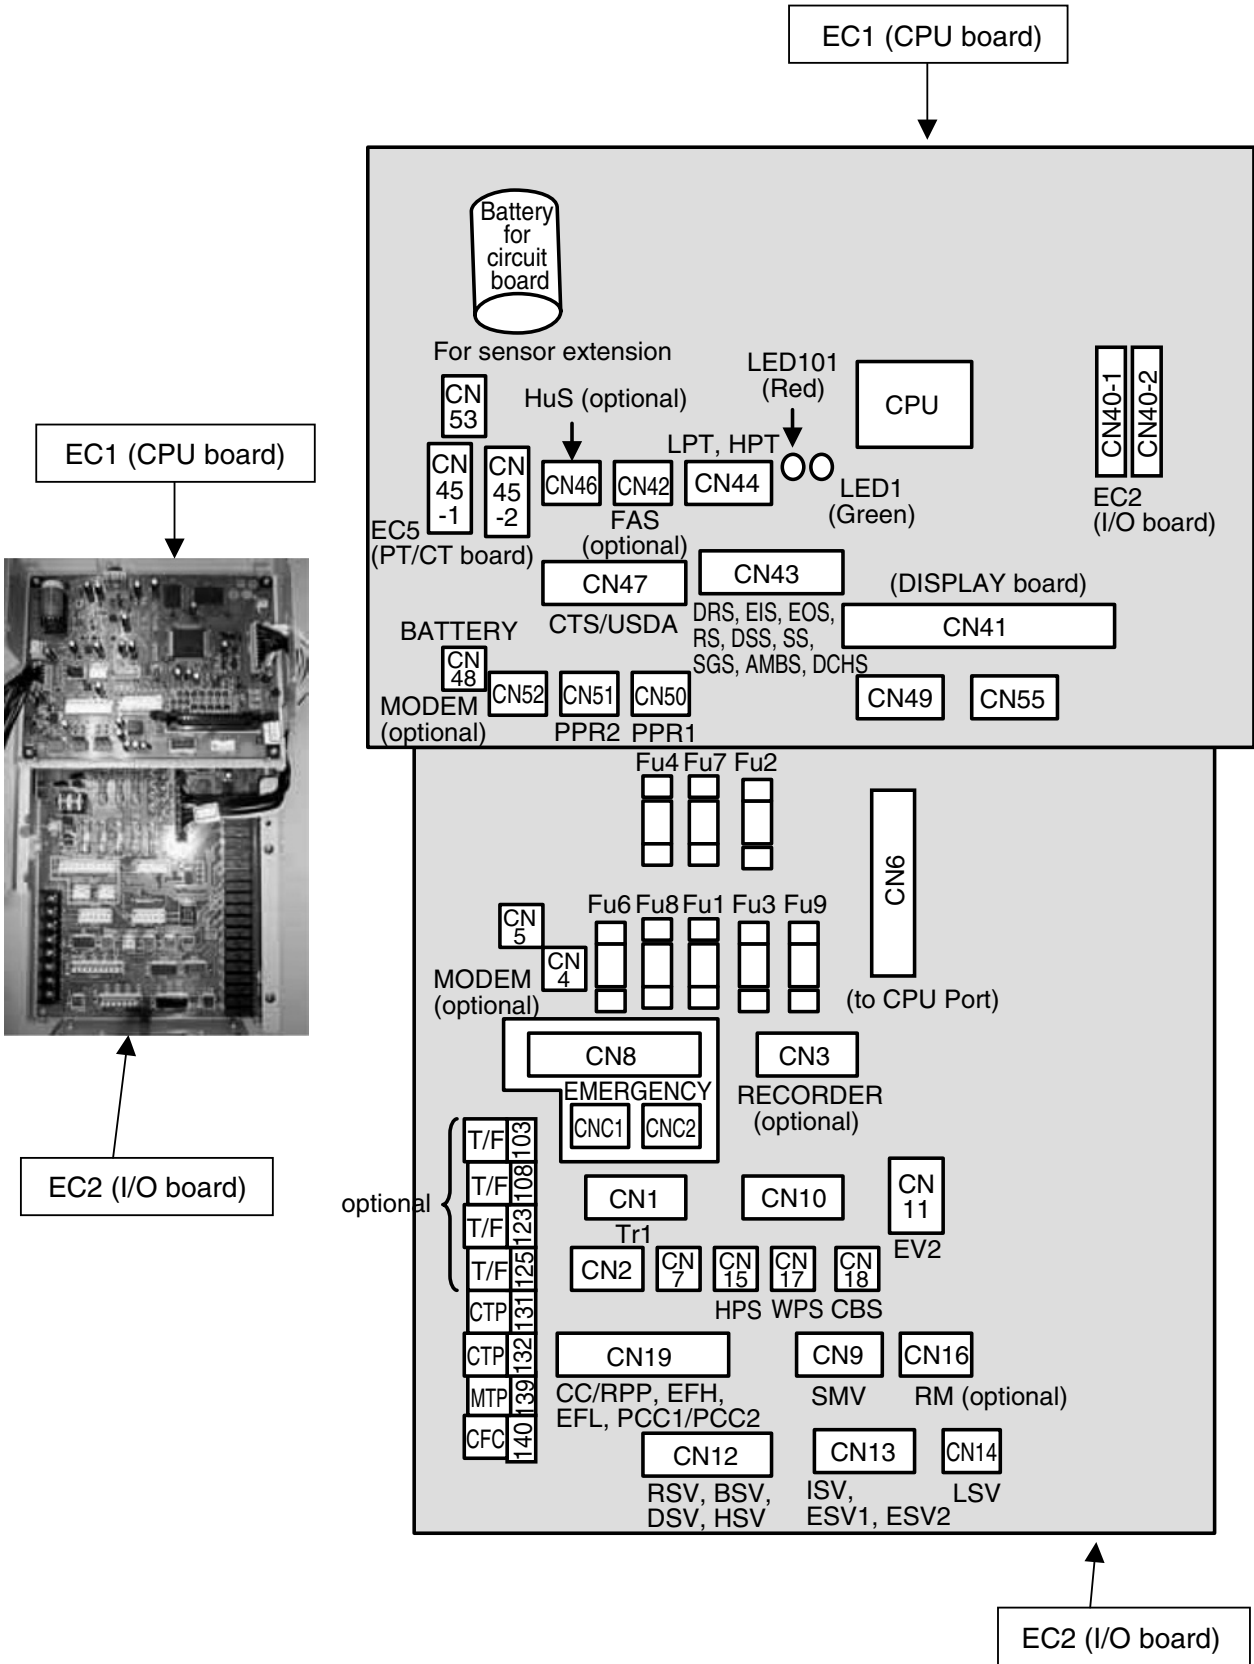 EC1 (CPU board)
Battery
for
circuit
board
For sensor extension
LED101
(Red)
CN
53
HuS (optional)
CPU
CN40-1
CN40-2
EC1 (CPU board)
LPT, HPT
CN
45
-1
CN
45
-2
CN46
CN42
CN44
LED1
(Green)
EC2
(I/O board)
EC5
(PT/CT board)
FAS
(optional)
CN47
CN43
(DISPLAY board)
CTS/USDA
DRS, EIS, EOS,
RS, DSS, SS,
SGS, AMBS, DCHS
CN41
BATTERY
CN
48
MODEM
(optional)
CN52
CN51
CN50
CN49
CN55
PPR2
PPR1
Fu4
Fu7
Fu2
CN6
Fu6
Fu8
Fu1
Fu3
Fu9
CN
5
CN
4
MODEM
(optional)
(to CPU Port)
CN8
CN3
EMERGENCY
RECORDER
(optional)
CNC1
CNC2
optional
T/F 103
T/F 108
T/F 123
T/F 125
CTP 131
CTP 132
MTP 139
CFC 140
EC2 (I/O board)
CN1
CN10
CN
11
Tr1
EV2
CN2
CN
7
CN
15
CN
17
CN
18
HPS
WPS
CBS
CN19
CN9
CN16
CC/RPP, EFH,
EFL, PCC1/PCC2
SMV
RM (optional)
CN12
CN13
CN14
RSV, BSV,
DSV, HSV
ISV,
ESV1, ESV2
LSV
EC2 (I/O board)